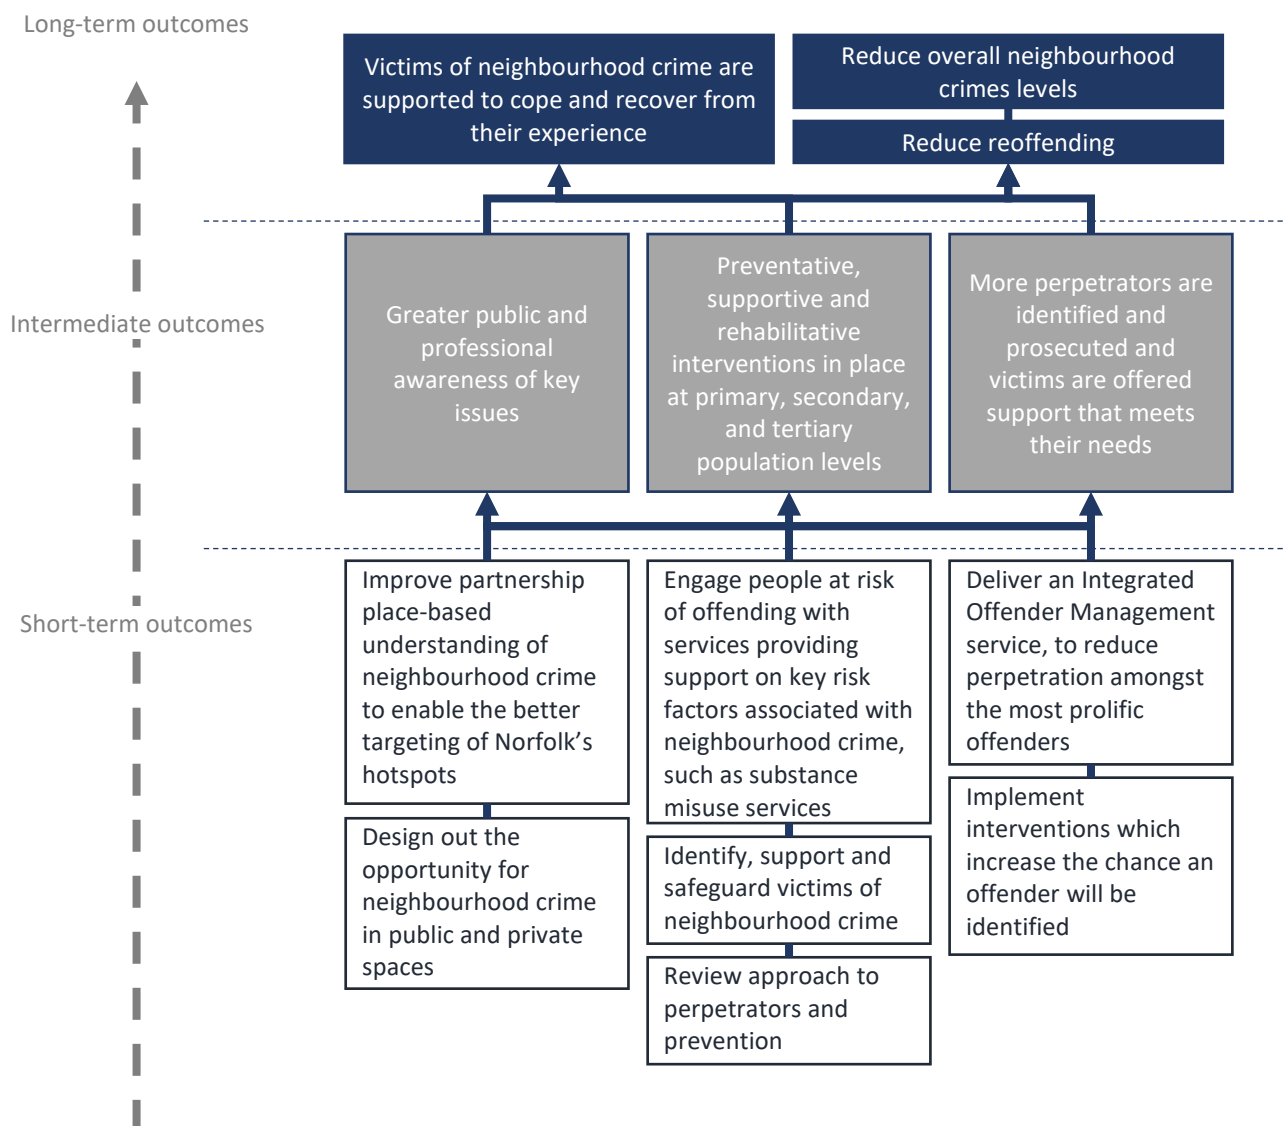 Long-term outcomes
Victims of neighbourhood crime are
supported to cope and recover from
their experience
Reduce overall neighbourhood
crimes levels
Reduce reoffending
Intermediate outcomes
Greater public and
professional
awareness of key
issues
Preventative,
supportive and
rehabilitative
interventions in place
at primary, secondary,
and tertiary
population levels
More perpetrators are
identified and
prosecuted and
victims are offered
support that meets
their needs
Short-term outcomes
Improve partnership
place-based
understanding of
neighbourhood crime
to enable the better
targeting of Norfolk’s
hotspots
Design out the
opportunity for
neighbourhood crime
in public and private
spaces
Engage people at risk
of offending with
services providing
support on key risk
factors associated with
neighbourhood crime,
such as substance
misuse services
Identify, support and
safeguard victims of
neighbourhood crime
Review approach to
perpetrators and
prevention
Deliver an Integrated
Offender Management
service, to reduce
perpetration amongst
the most prolific
offenders
Implement
interventions which
increase the chance an
offender will be
identified